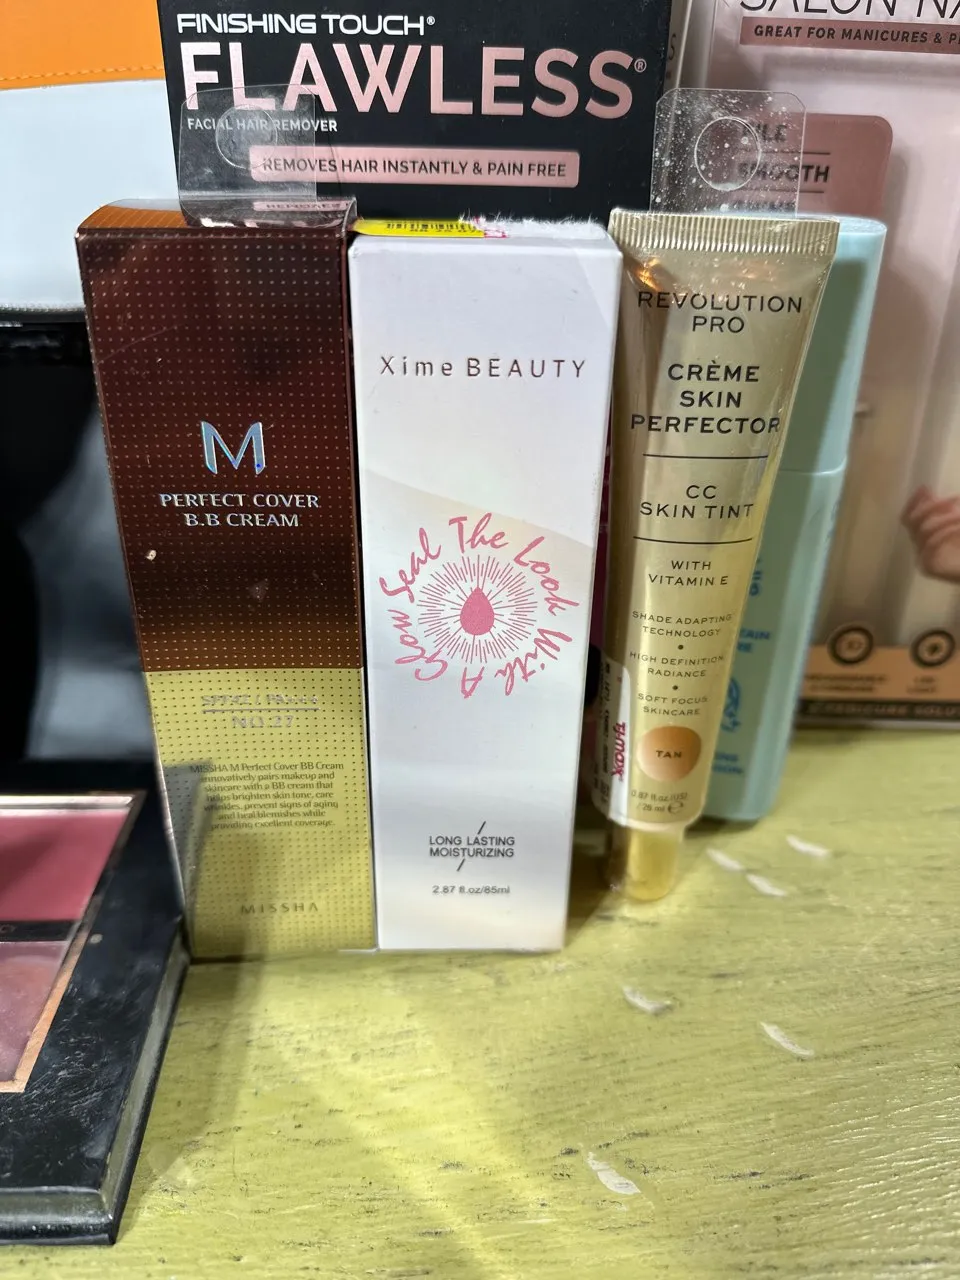 FINISHING TOUCH®
FLAWLESS®
FACIAL HAIR REMOVER
REMOVES HAIR INSTANTLY & PAIN FREE
SALON
GREAT FOR MANICURES &
SMOOTH
M
PERFECT COVER
B.B CREAM
NO.27
MISSHA M Perfect Cover BB Cream
innovatively pairs makeup and
skincare with a BB cream that
helps brighten skin tone, care
wrinkles, prevent signs of aging
and heal blemishes while
providing excellent coverage.
MISSHA
Xime BEAUTY
Seal The Look With A Glow
LONG LASTING
MOISTURIZING
2.87 fl.oz/85ml
REVOLUTION
PRO
CRÈME
SKIN
PERFECTOR
CC
SKIN TINT
WITH
VITAMIN E
SHADE ADAPTING
TECHNOLOGY
HIGH DEFINITION
RADIANCE
SOFT FOCUS
SKINCARE
TAN